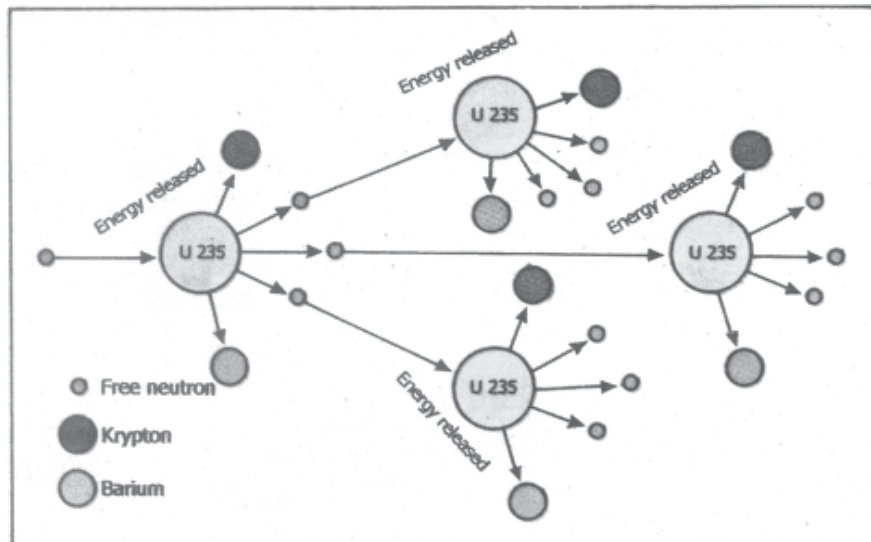 Energy released
U 235
Energy released
U 235
Energy released
U 235
U 235
Energy released
Free neutron
Krypton
Barium